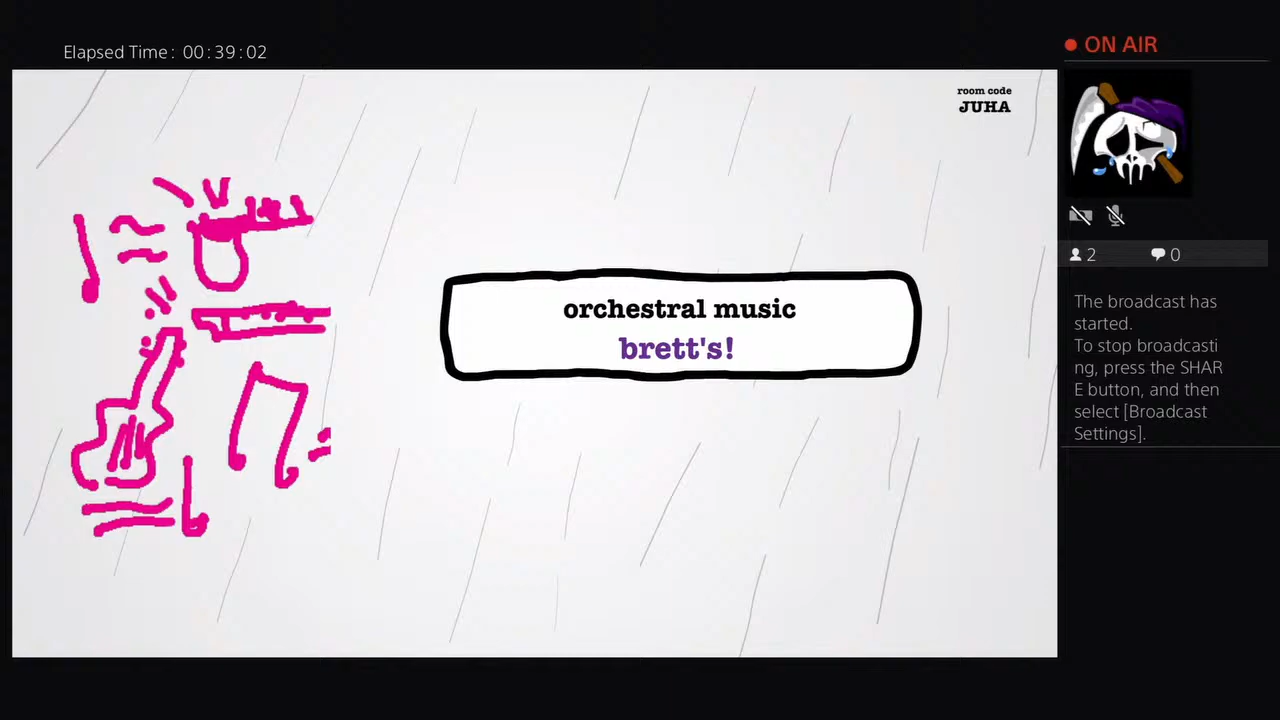 Elapsed Time: 00:39:02
ON AIR
room code
JUHA
orchestral music
brett's!
2
0
The broadcast has
started.
To stop broadcasti
ng, press the SHAR
E button, and then
select [Broadcast
Settings].